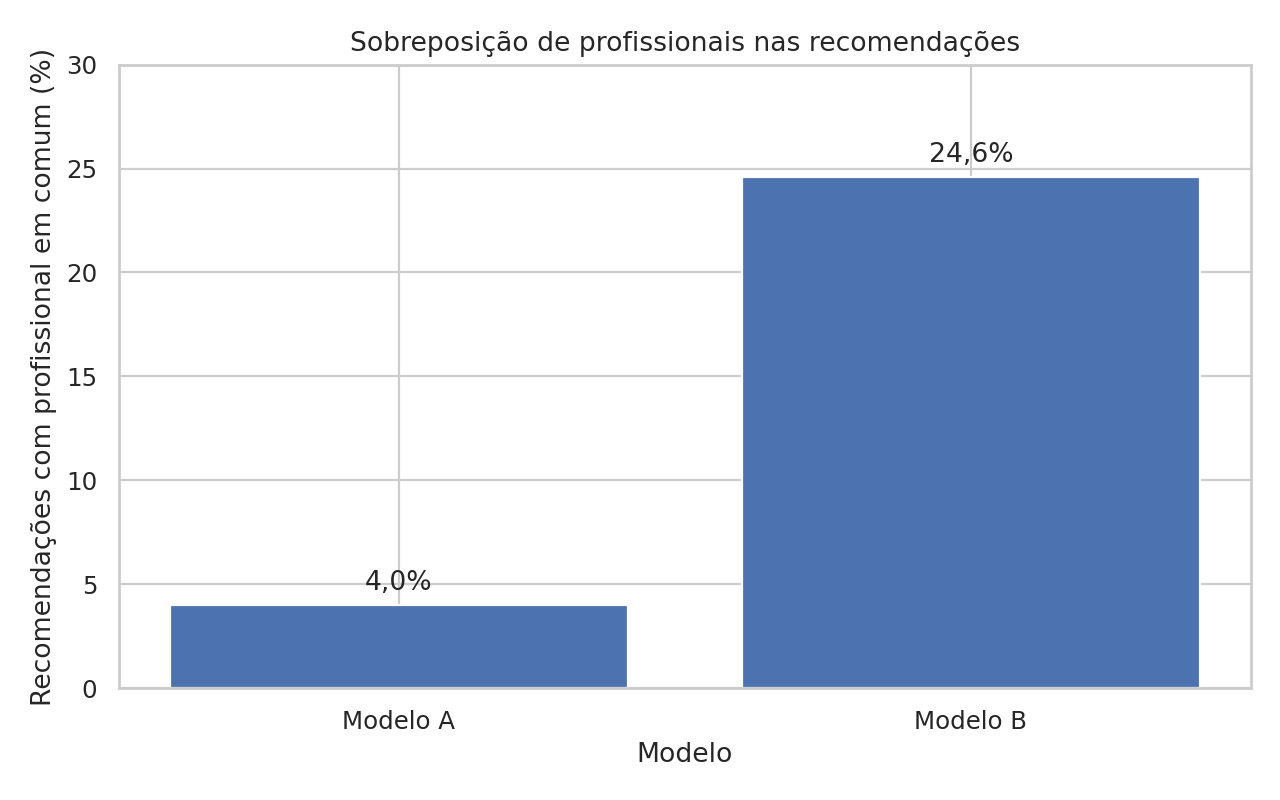 Sobreposição de profissionais nas recomendações
Recomendações com profissional em comum (%)
30
25
20
15
10
5
0
4,0%
24,6%
Modelo A
Modelo B
Modelo